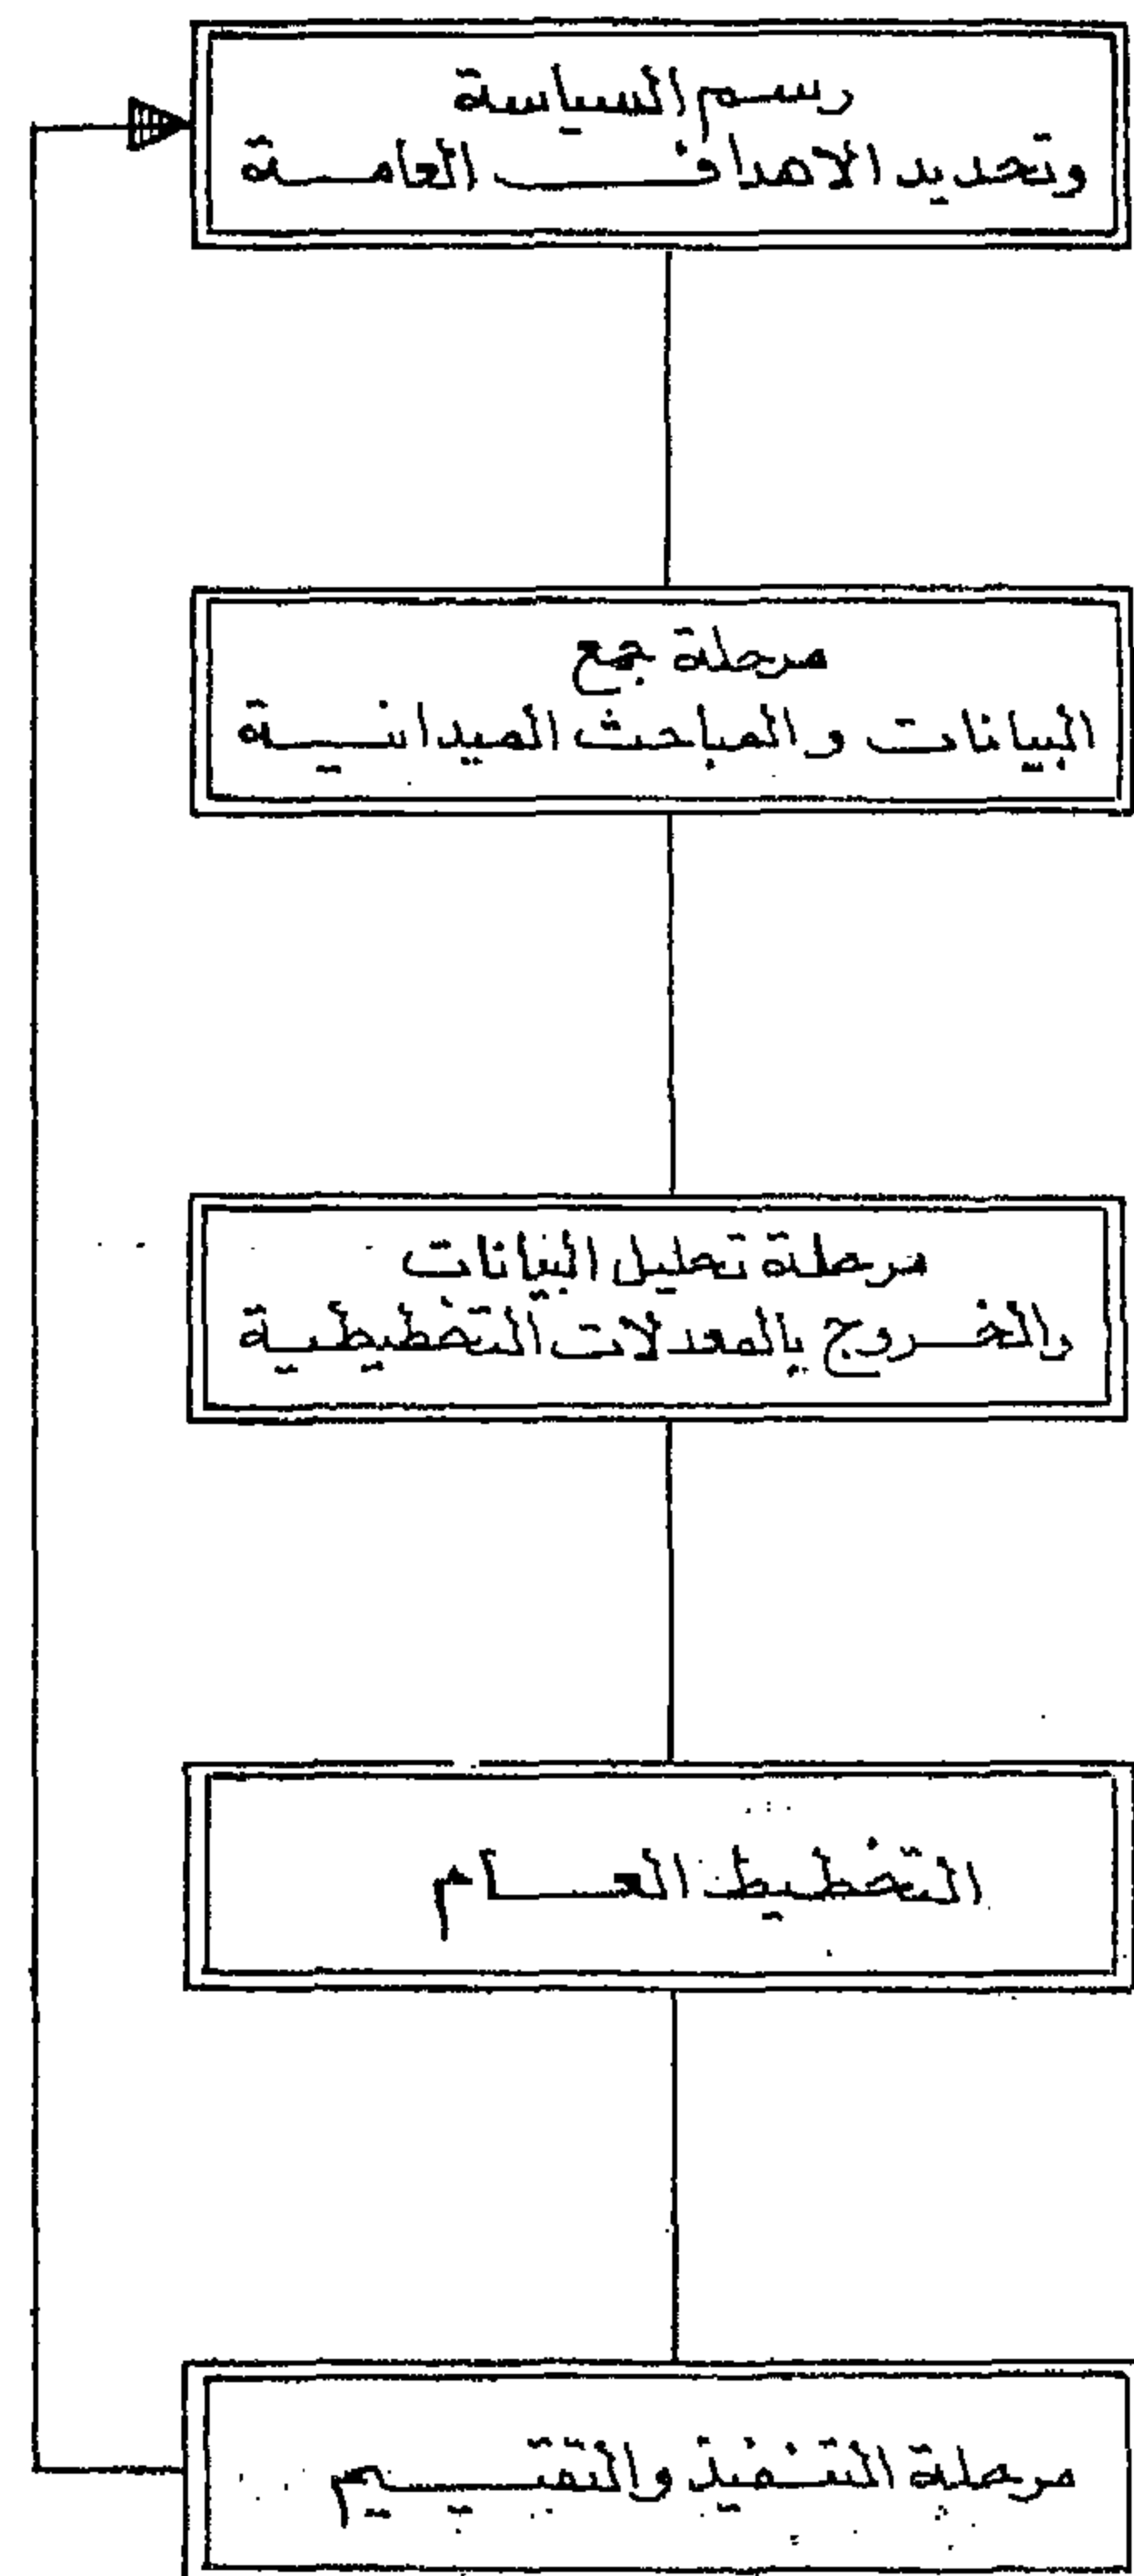 رسم السياسة
وتحديد الاهداف العامة
مرحلة جمع
البيانات والمباحث الميدانية
مرحلة تحليل البيانات
والخروج بالمعدلات التخطيطية
التخطيط العام
مرحلة التنفيذ والتقييم